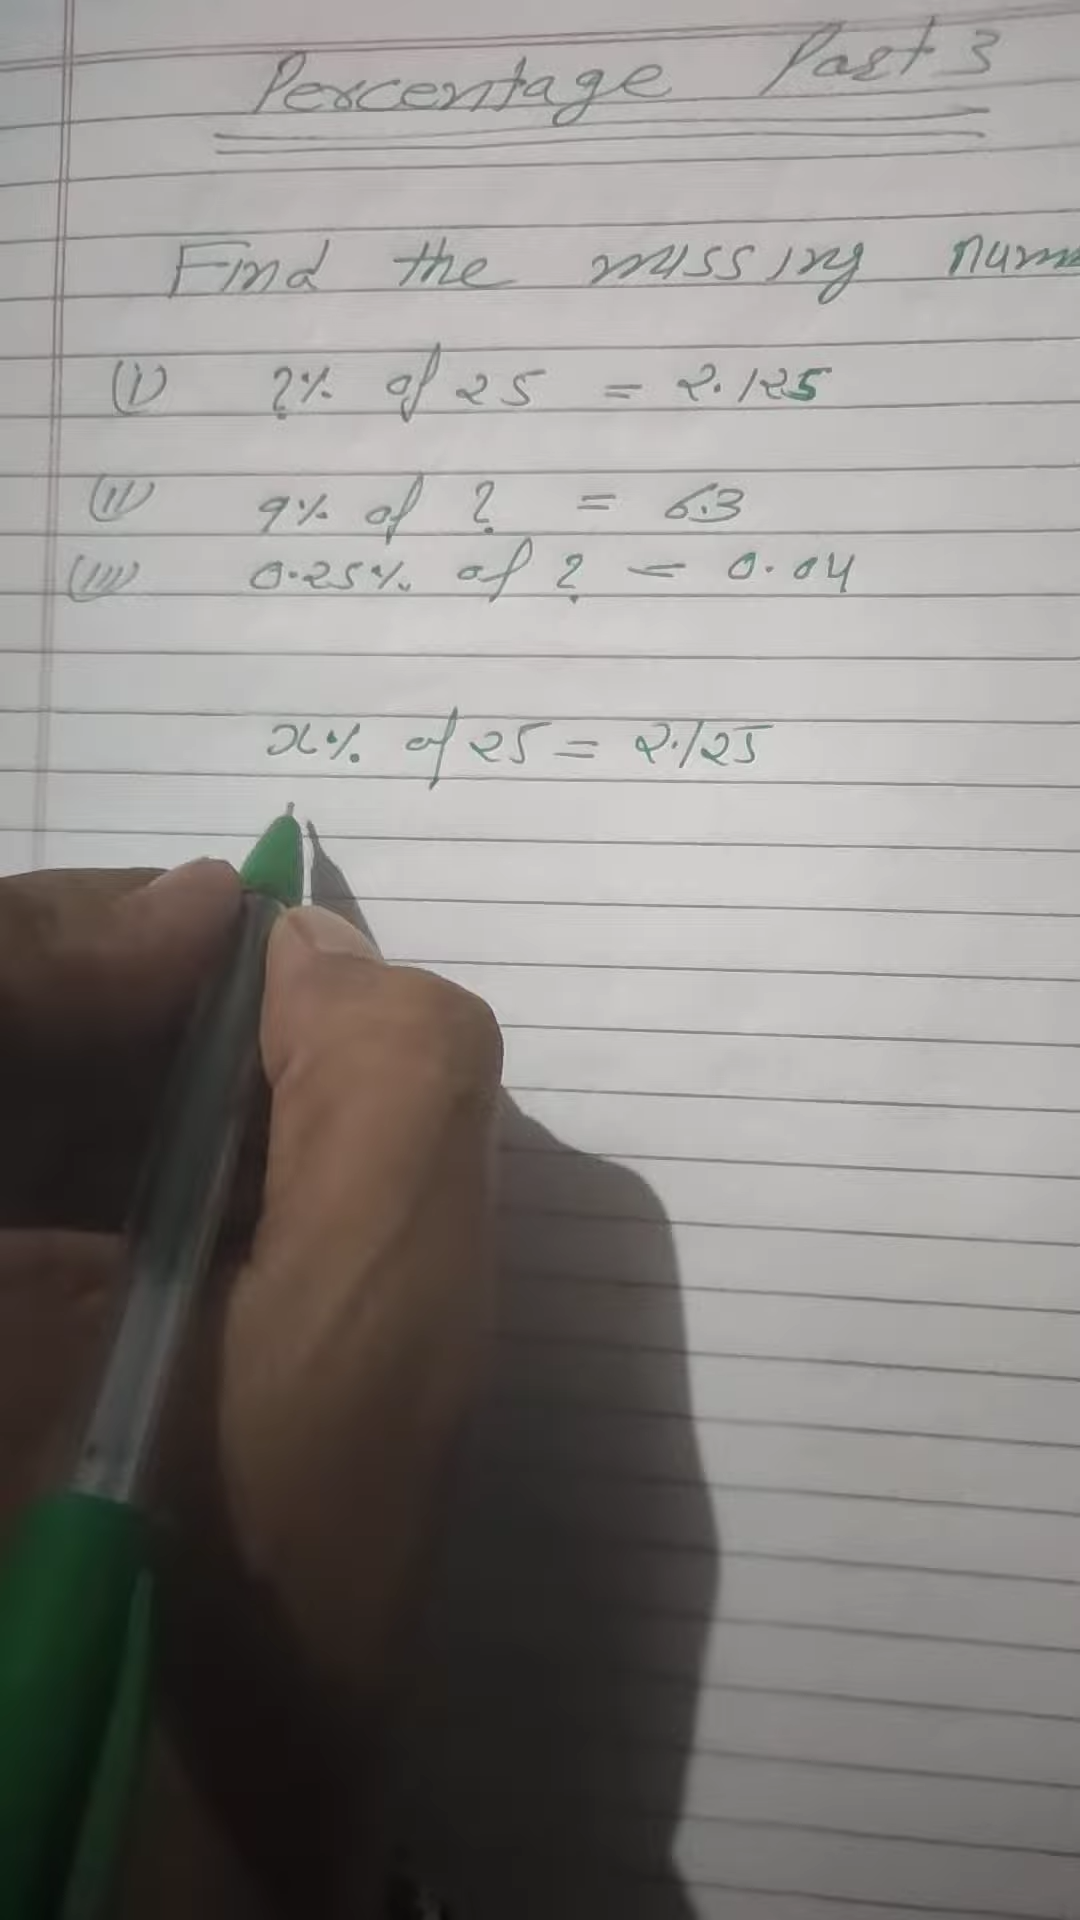 Percentage Part 3
Find the missing num
(I) ?% of 25 = 2.125
(II) 9% of ? = 6.3
(III) 0.25% of ? = 0.04
x% of 25 = 2.125